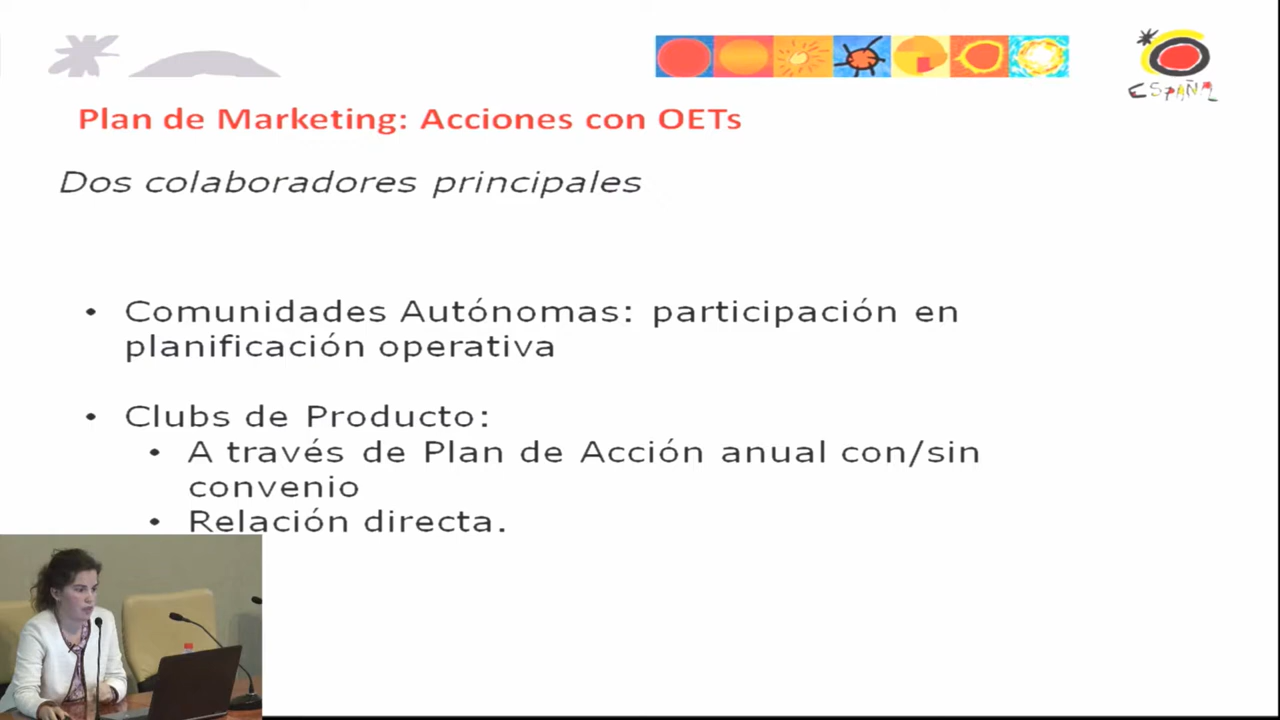 ESPAÑA
Plan de Marketing: Acciones con OETs
Dos colaboradores principales
• Comunidades Autónomas: participación en
planificación operativa
• Clubs de Producto:
• A través de Plan de Acción anual con/sin
convenio
• Relación directa.